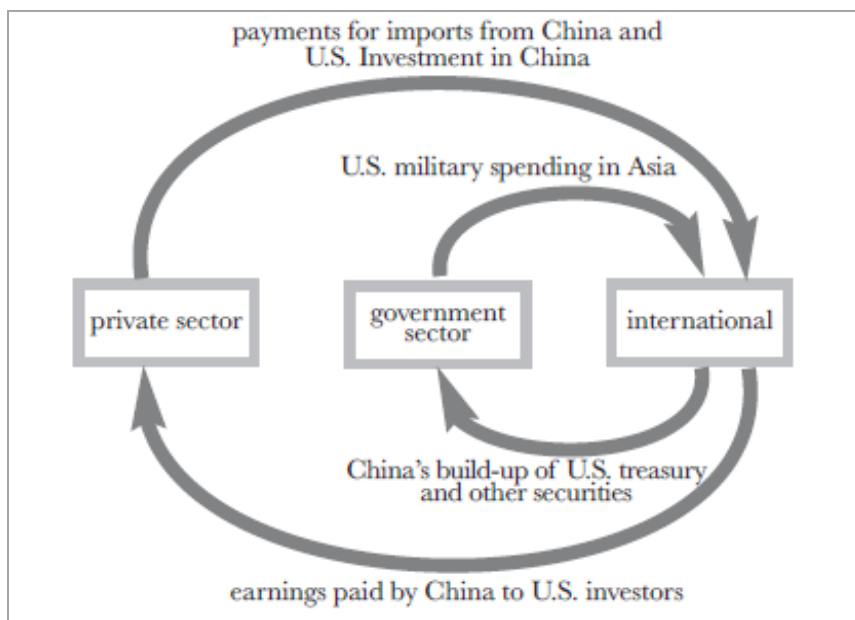 payments for imports from China and
U.S. Investment in China
U.S. military spending in Asia
private sector
government
sector
international
China's build-up of U.S. treasury
and other securities
earnings paid by China to U.S. investors